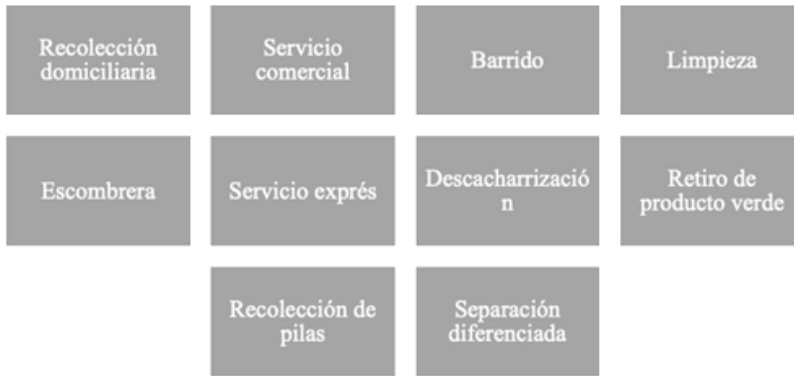 Recolección
domiciliaria
Servicio
comercial
Barrido
Limpieza
Escombrera
Servicio exprés
Descacharrizació
n
Retiro de
producto verde
Recolección de
pilas
Separación
diferenciada